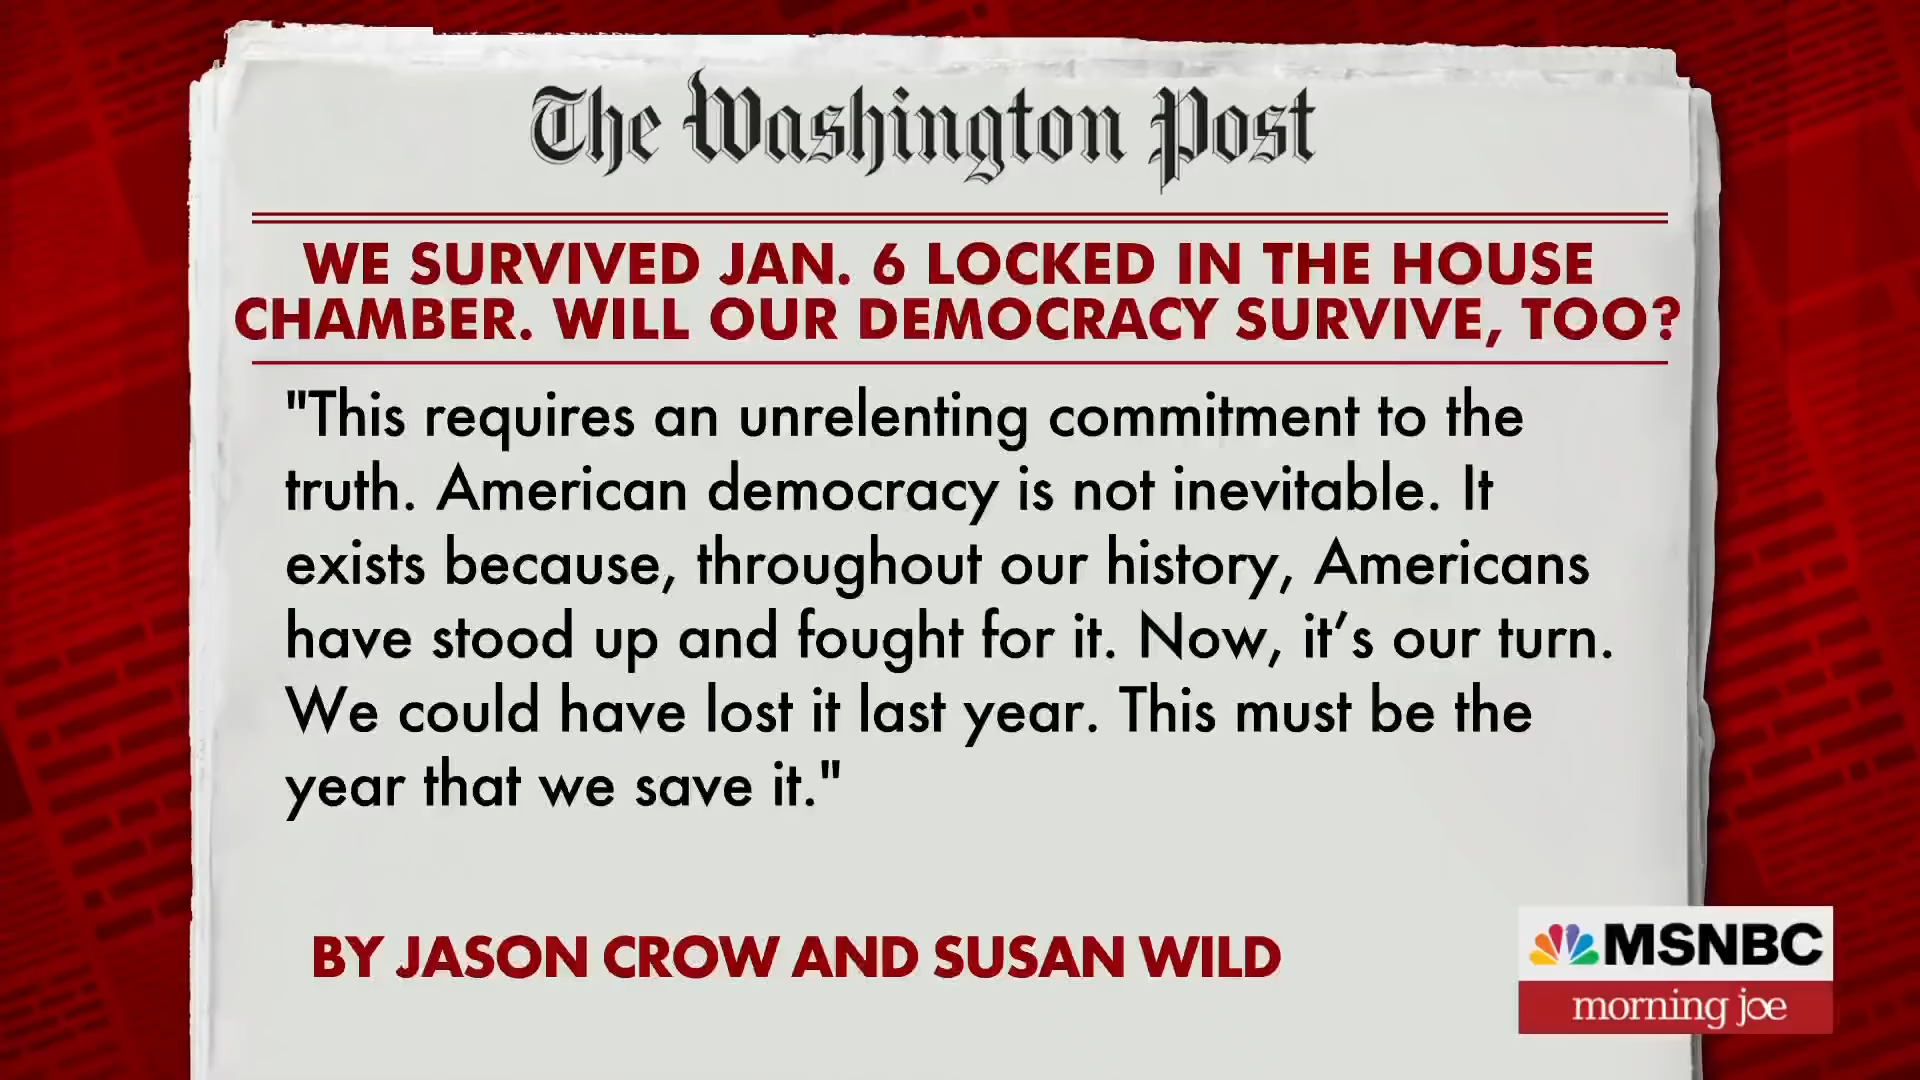 The Washington Post
WE SURVIVED JAN. 6 LOCKED IN THE HOUSE
CHAMBER. WILL OUR DEMOCRACY SURVIVE, TOO?
"This requires an unrelenting commitment to the
truth. American democracy is not inevitable. It
exists because, throughout our history, Americans
have stood up and fought for it. Now, it’s our turn.
We could have lost it last year. This must be the
year that we save it."
BY JASON CROW AND SUSAN WILD
MSNBC
morning joe